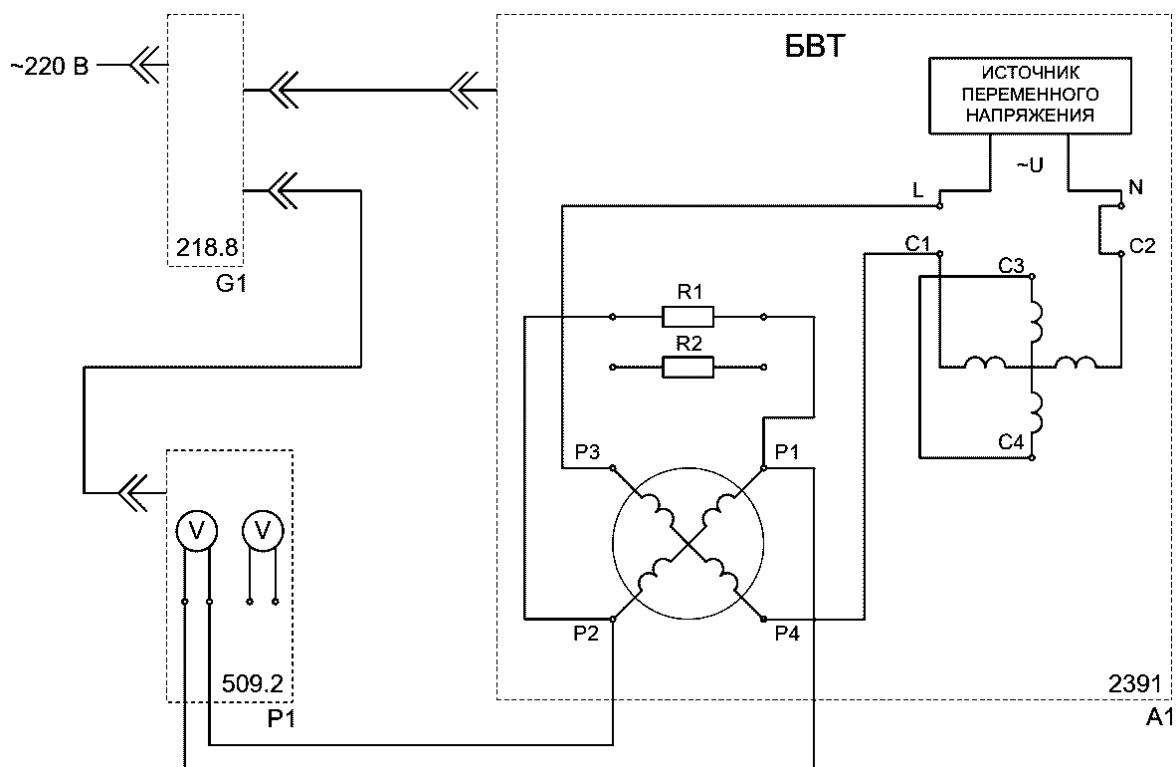 БВТ
~220 В
ИСТОЧНИК
ПЕРЕМЕННОГО
НАПРЯЖЕНИЯ
~U
L
N
218.8
G1
C1
C2
C3
R1
R2
C4
P3
P1
V
V
P2
P4
509.2
P1
2391
A1